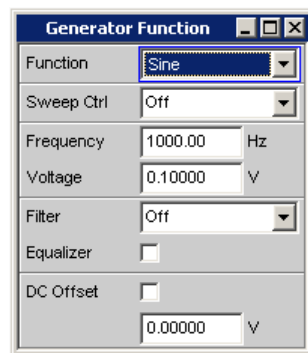 Generator Function
Function Sine
Sweep Ctrl Off
Frequency 1000.00 Hz
Voltage 0.10000 V
Filter Off
Equalizer
DC Offset
0.00000 V